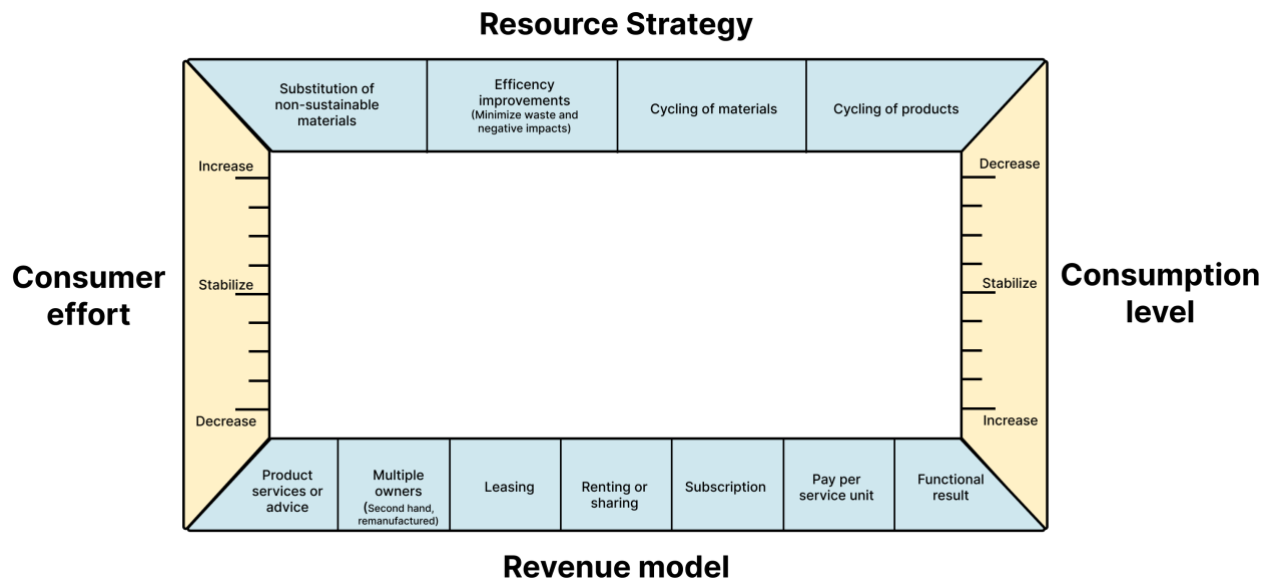 Resource Strategy
Substitution of
non-sustainable
materials
Efficency
improvements
(Minimize waste and
negative impacts)
Cycling of materials
Cycling of products
Consumer
effort
Increase
Stabilize
Decrease
Decrease
Stabilize
Increase
Consumption
level
Product
services or
advice
Multiple
owners
(Second hand,
remanufactured)
Leasing
Renting or
sharing
Subscription
Pay per
service unit
Functional
result
Revenue model